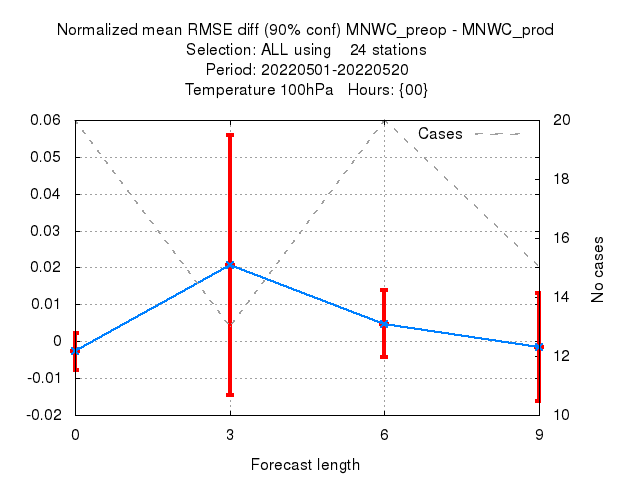 Normalized mean RMSE diff (90% conf) MNWC_preop - MNWC_prod
Selection: ALL using    24 stations
Period: 20220501-20220520
Temperature 100hPa   Hours: {00}
Cases
0.06
0.05
0.04
0.03
0.02
0.01
0
-0.01
-0.02
20
18
16
14
12
10
No cases
0 3 6 9
Forecast length